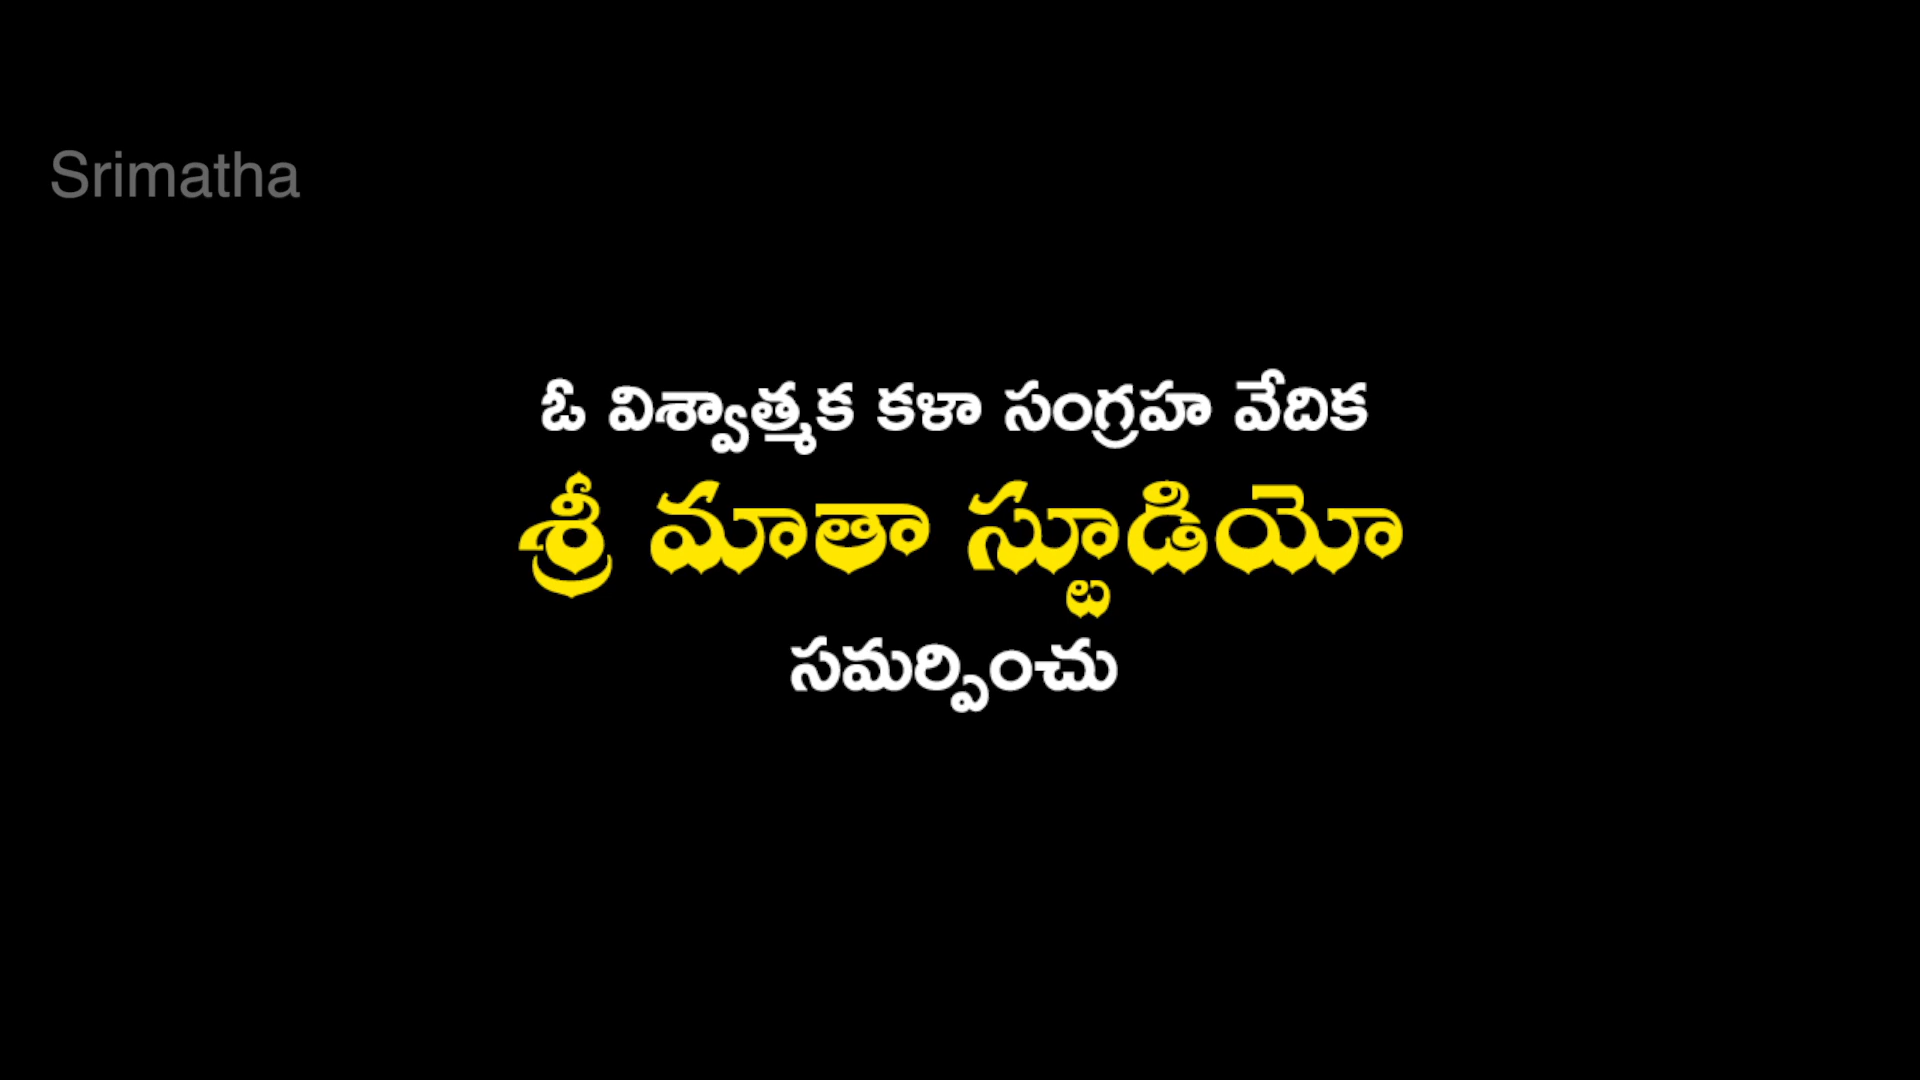 Srimatha
ఓ విశ్వాత్మక కళా సంగ్రహ వేదిక
శ్రీ మాతా స్టూడియో
సమర్పించు